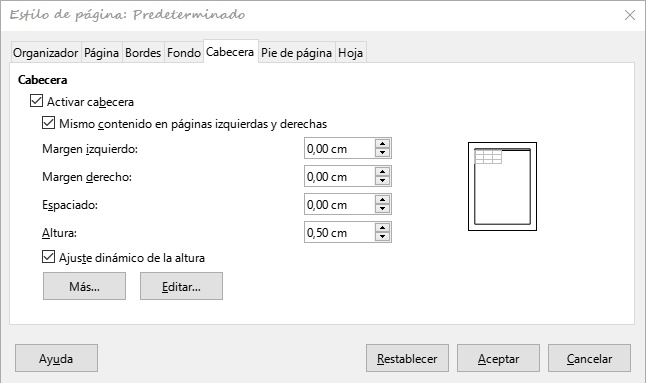 Estilo de página: Predeterminado
Organizador Página Bordes Fondo Cabecera Pie de página Hoja
Cabecera
Activar cabecera
Mismo contenido en páginas izquierdas y derechas
Margen izquierdo: 0,00 cm
Margen derecho: 0,00 cm
Espaciado: 0,00 cm
Altura: 0,50 cm
Ajuste dinámico de la altura
Más... Editar...
Ayuda Restablecer Aceptar Cancelar